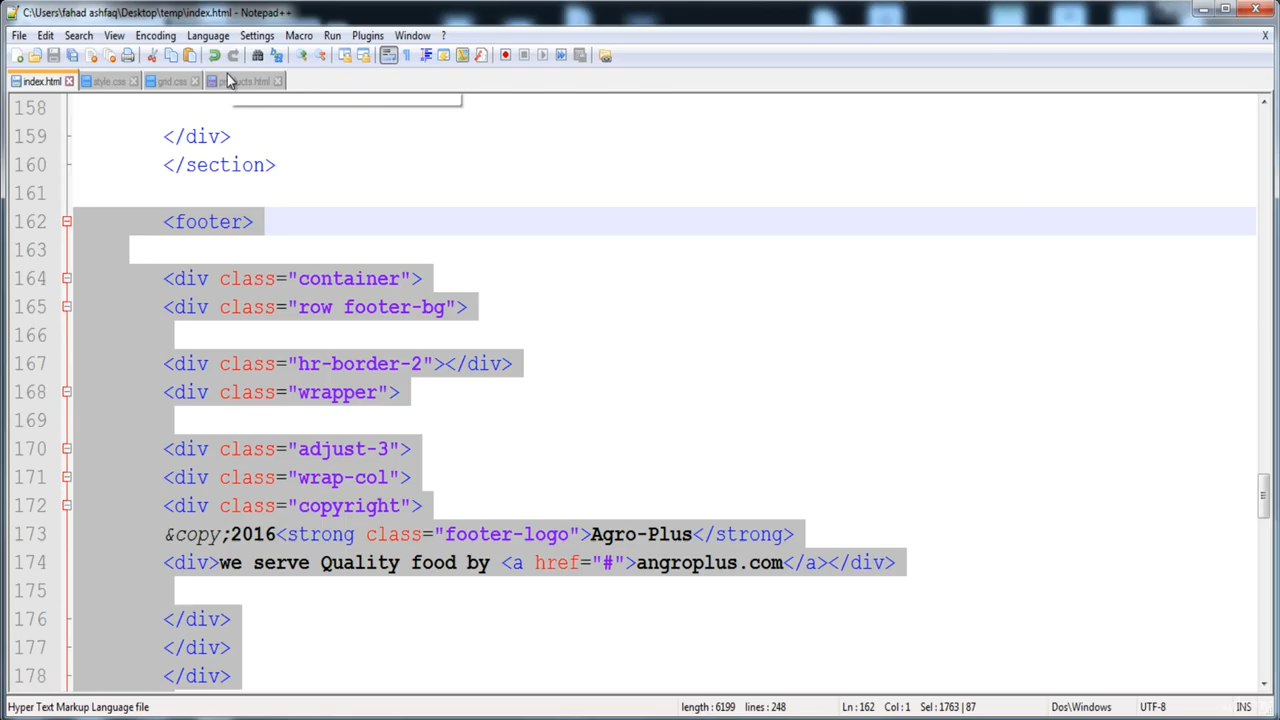 C:\Users\fahad ashfaq\Desktop\temp\index.html - Notepad++
File Edit Search View Encoding Language Settings Macro Run Plugins Window ? X
index.html style.css grid.css products.html
158
159 </div>
160 </section>
161
162 <footer>
163
164 <div class="container">
165 <div class="row footer-bg">
166
167 <div class="hr-border-2"></div>
168 <div class="wrapper">
169
170 <div class="adjust-3">
171 <div class="wrap-col">
172 <div class="copyright">
173 &copy;2016<strong class="footer-logo">Agro-Plus</strong>
174 <div>we serve Quality food by <a href="#">angroplus.com</a></div>
175
176 </div>
177 </div>
178 </div>
Hyper Text Markup Language file length : 6199 lines : 248 Ln : 162 Col : 1 Sel : 1763 | 87 Dos\Windows UTF-8 INS